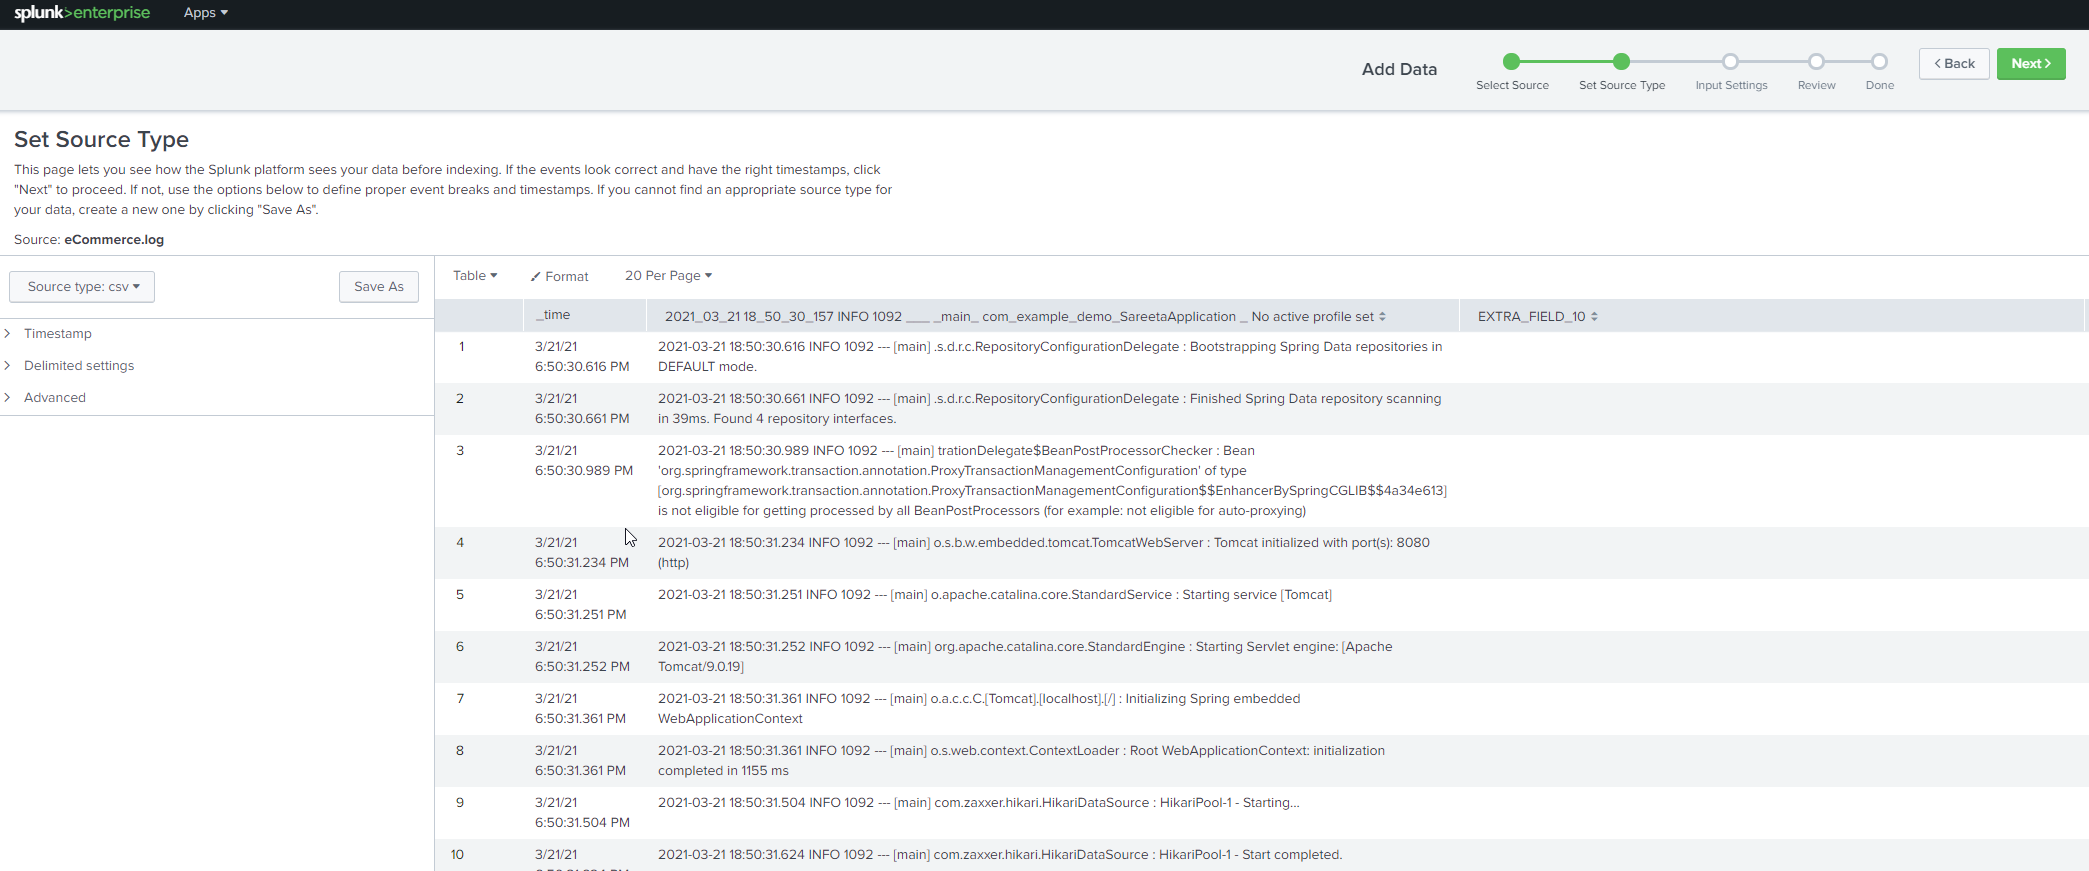 splunk>enterprise Apps
Add Data
Select Source Set Source Type Input Settings Review Done
< Back Next >
Set Source Type
This page lets you see how the Splunk platform sees your data before indexing. If the events look correct and have the right timestamps, click
"Next" to proceed. If not, use the options below to define proper event breaks and timestamps. If you cannot find an appropriate source type for
your data, create a new one by clicking "Save As".
Source: eCommerce.log
Source type: csv Save As
Timestamp
Delimited settings
Advanced
Table Format 20 Per Page
_time 2021_03_21 18_50_30_157 INFO 1092 ___ _main_ com_example_demo_SareetaApplication _ No active profile set EXTRA_FIELD_10
1 3/21/21 2021-03-21 18:50:30.616 INFO 1092 --- [main] .s.d.r.c.RepositoryConfigurationDelegate : Bootstrapping Spring Data repositories in
6:50:30.616 PM DEFAULT mode.
2 3/21/21 2021-03-21 18:50:30.661 INFO 1092 --- [main] .s.d.r.c.RepositoryConfigurationDelegate : Finished Spring Data repository scanning
6:50:30.661 PM in 39ms. Found 4 repository interfaces.
3 3/21/21 2021-03-21 18:50:30.989 INFO 1092 --- [main] trationDelegate$BeanPostProcessorChecker : Bean
6:50:30.989 PM 'org.springframework.transaction.annotation.ProxyTransactionManagementConfiguration' of type
[org.springframework.transaction.annotation.ProxyTransactionManagementConfiguration$$EnhancerBySpringCGLIB$$4a34e613]
is not eligible for getting processed by all BeanPostProcessors (for example: not eligible for auto-proxying)
4 3/21/21 2021-03-21 18:50:31.234 INFO 1092 --- [main] o.s.b.w.embedded.tomcat.TomcatWebServer : Tomcat initialized with port(s): 8080
6:50:31.234 PM (http)
5 3/21/21 2021-03-21 18:50:31.251 INFO 1092 --- [main] o.apache.catalina.core.StandardService : Starting service [Tomcat]
6:50:31.251 PM
6 3/21/21 2021-03-21 18:50:31.252 INFO 1092 --- [main] org.apache.catalina.core.StandardEngine : Starting Servlet engine: [Apache
6:50:31.252 PM Tomcat/9.0.19]
7 3/21/21 2021-03-21 18:50:31.361 INFO 1092 --- [main] o.a.c.c.C.[Tomcat].[localhost].[/] : Initializing Spring embedded
6:50:31.361 PM WebApplicationContext
8 3/21/21 2021-03-21 18:50:31.361 INFO 1092 --- [main] o.s.web.context.ContextLoader : Root WebApplicationContext: initialization
6:50:31.361 PM completed in 1155 ms
9 3/21/21 2021-03-21 18:50:31.504 INFO 1092 --- [main] com.zaxxer.hikari.HikariDataSource : HikariPool-1 - Starting...
6:50:31.504 PM
10 3/21/21 2021-03-21 18:50:31.624 INFO 1092 --- [main] com.zaxxer.hikari.HikariDataSource : HikariPool-1 - Start completed.